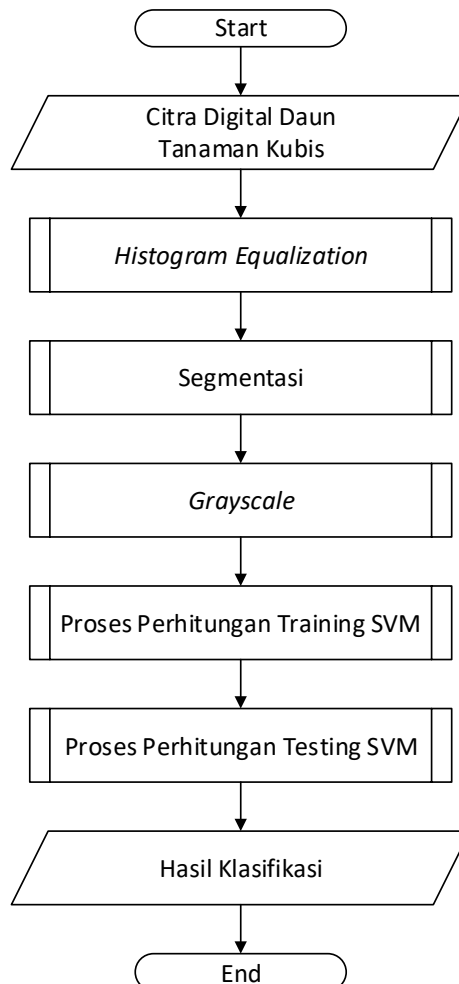 Start
Citra Digital Daun
Tanaman Kubis
Histogram Equalization
Segmentasi
Grayscale
Proses Perhitungan Training SVM
Proses Perhitungan Testing SVM
Hasil Klasifikasi
End